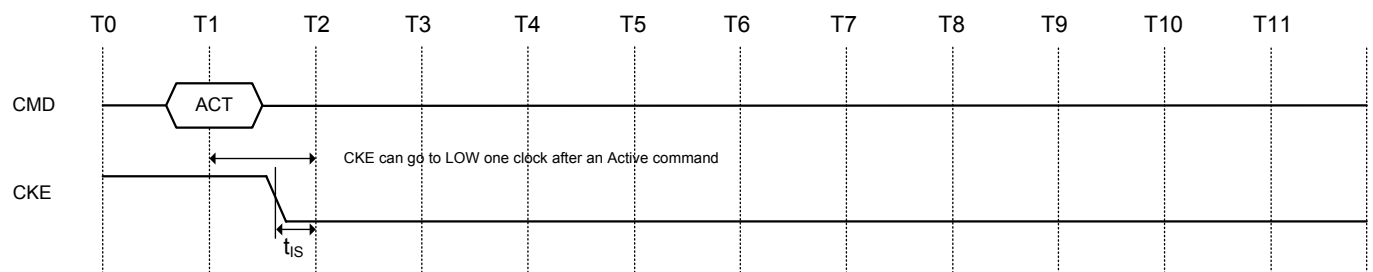 T0 T1 T2 T3 T4 T5 T6 T7 T8 T9 T10 T11
CMD ACT
CKE can go to LOW one clock after an Active command
CKE
tIS